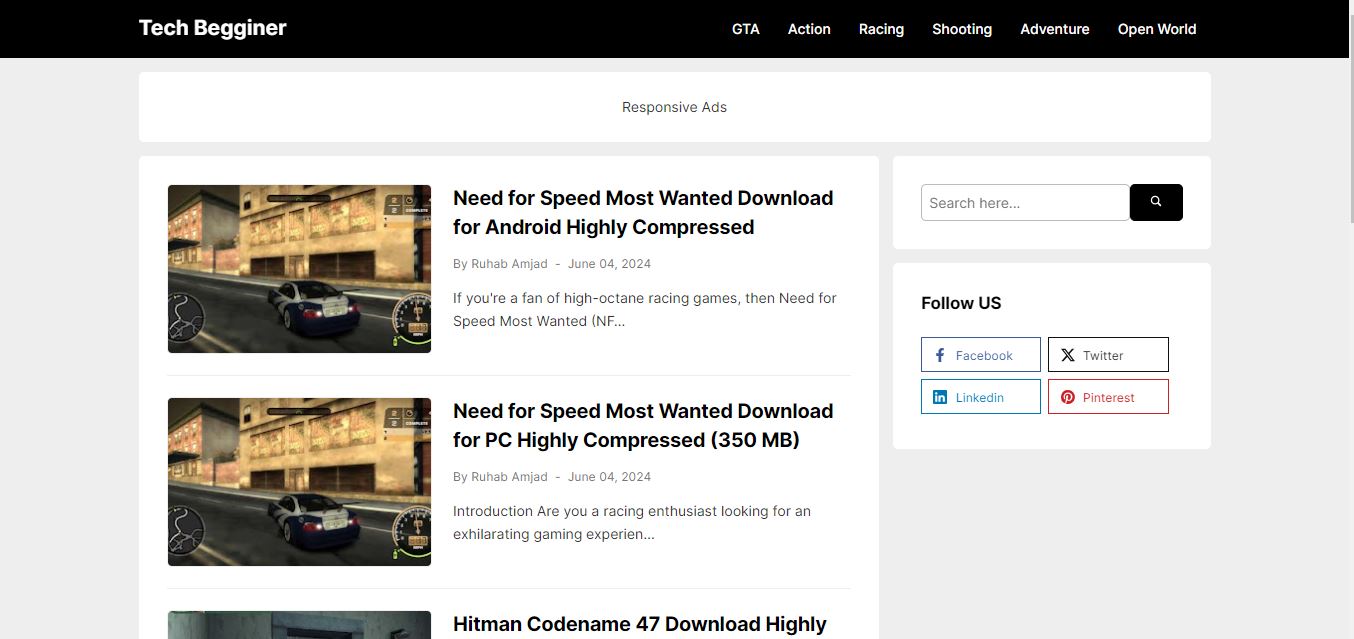 Tech Begginer
GTA Action Racing Shooting Adventure Open World
Responsive Ads
Need for Speed Most Wanted Download
for Android Highly Compressed
By Ruhab Amjad - June 04, 2024
If you're a fan of high-octane racing games, then Need for
Speed Most Wanted (NF...
Need for Speed Most Wanted Download
for PC Highly Compressed (350 MB)
By Ruhab Amjad - June 04, 2024
Introduction Are you a racing enthusiast looking for an
exhilarating gaming experien...
Hitman Codename 47 Download Highly
Search here...
Follow US
Facebook
Twitter
Linkedin
Pinterest